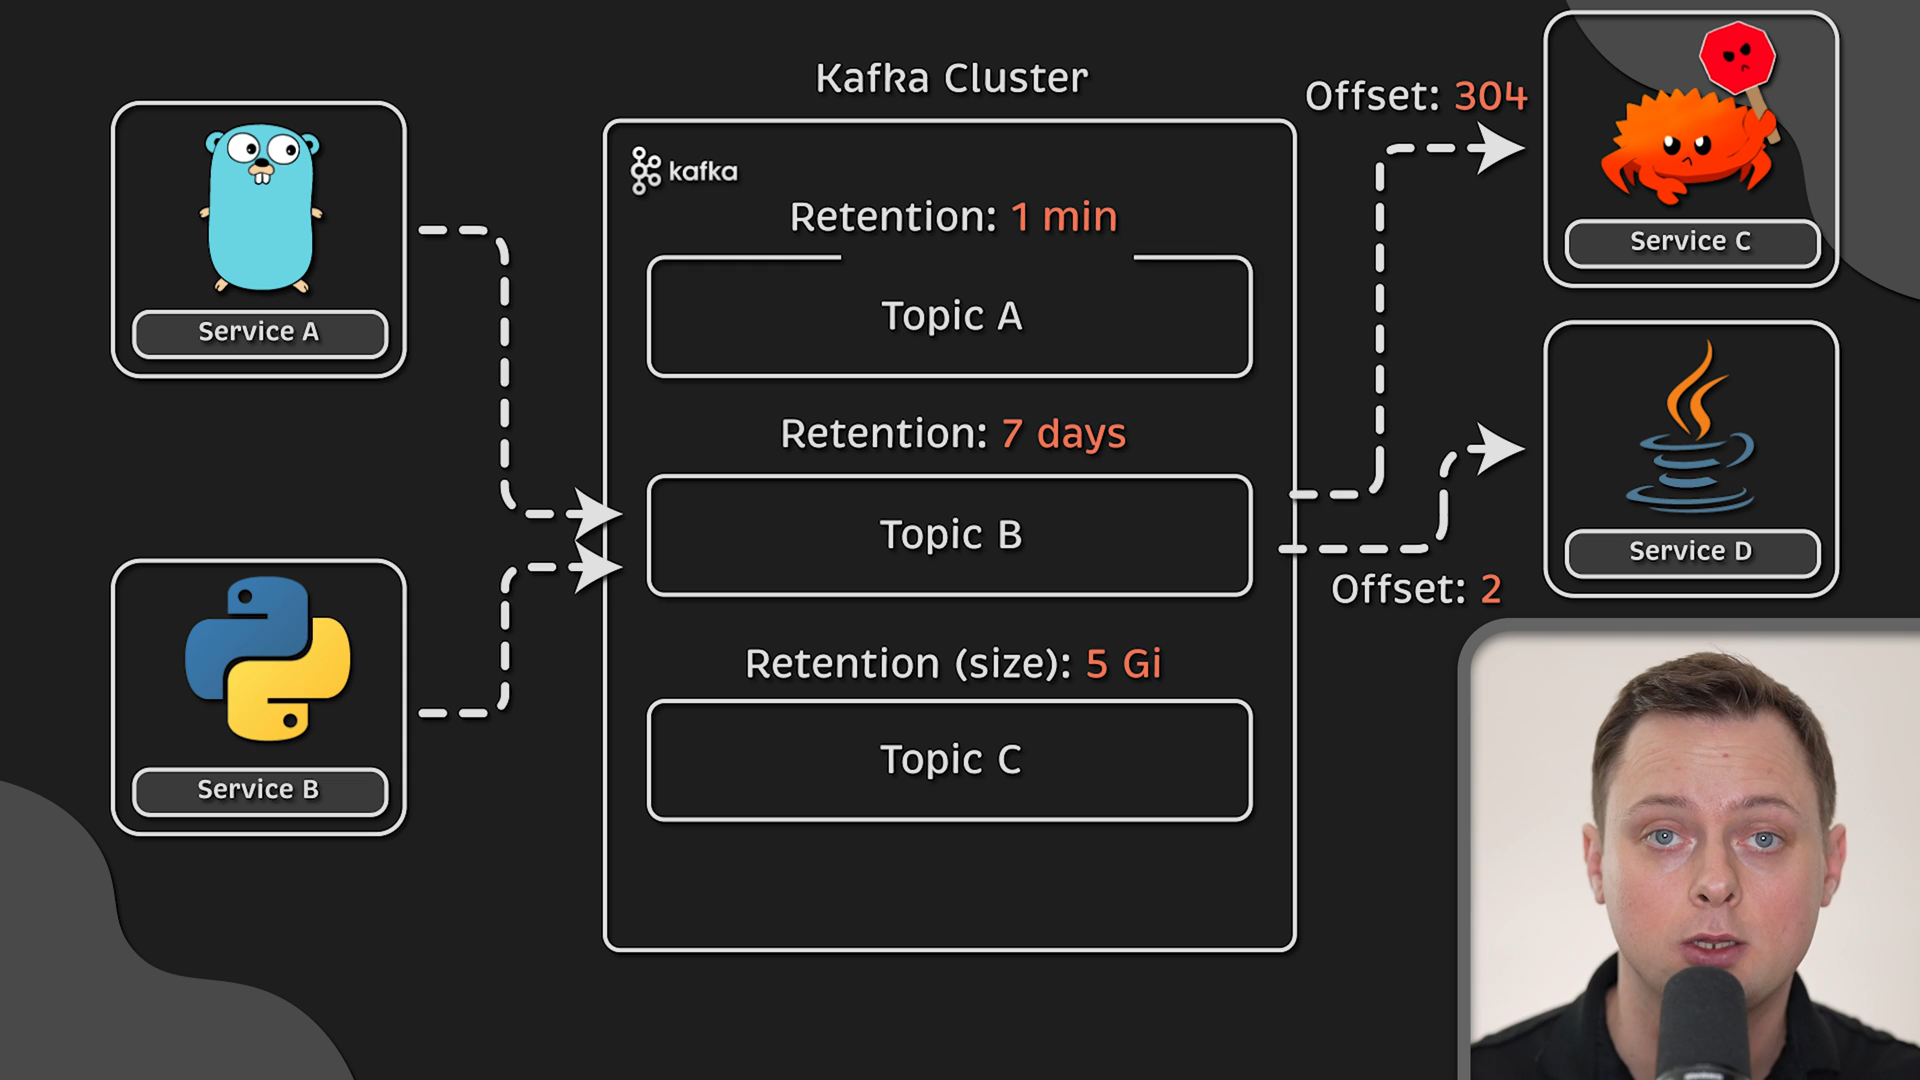 Kafka Cluster
kafka
Retention: 1 min
Topic A
Retention: 7 days
Topic B
Retention (size): 5 Gi
Topic C
Service A
Service B
Offset: 304
Service C
Service D
Offset: 2